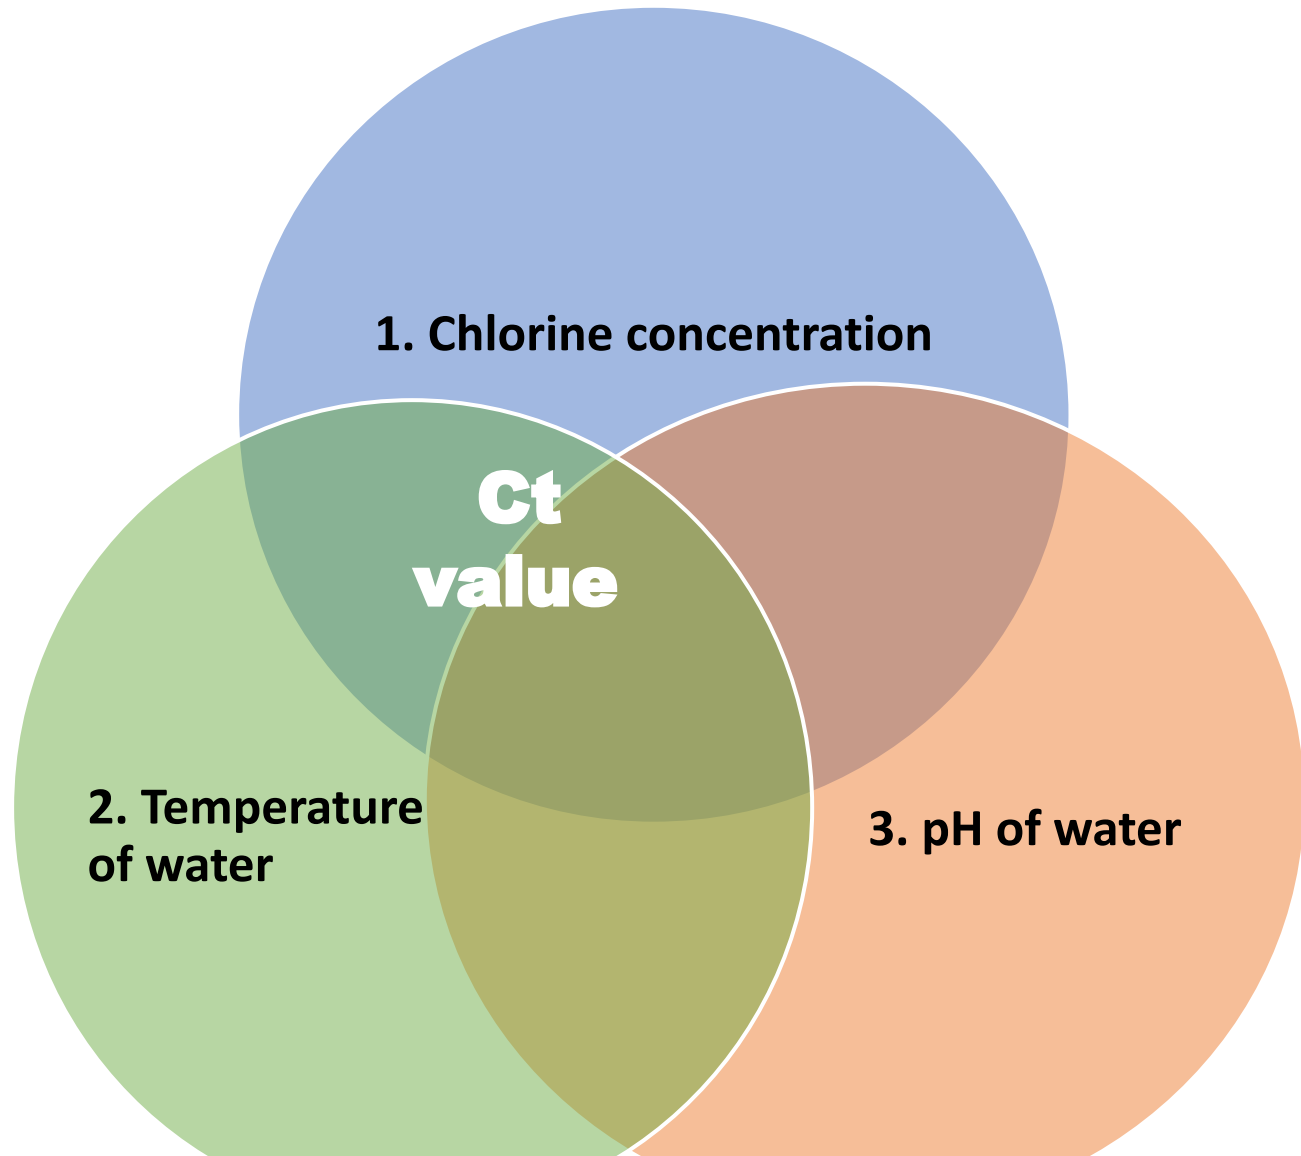 1. Chlorine concentration
Ct
value
2. Temperature
of water
3. pH of water